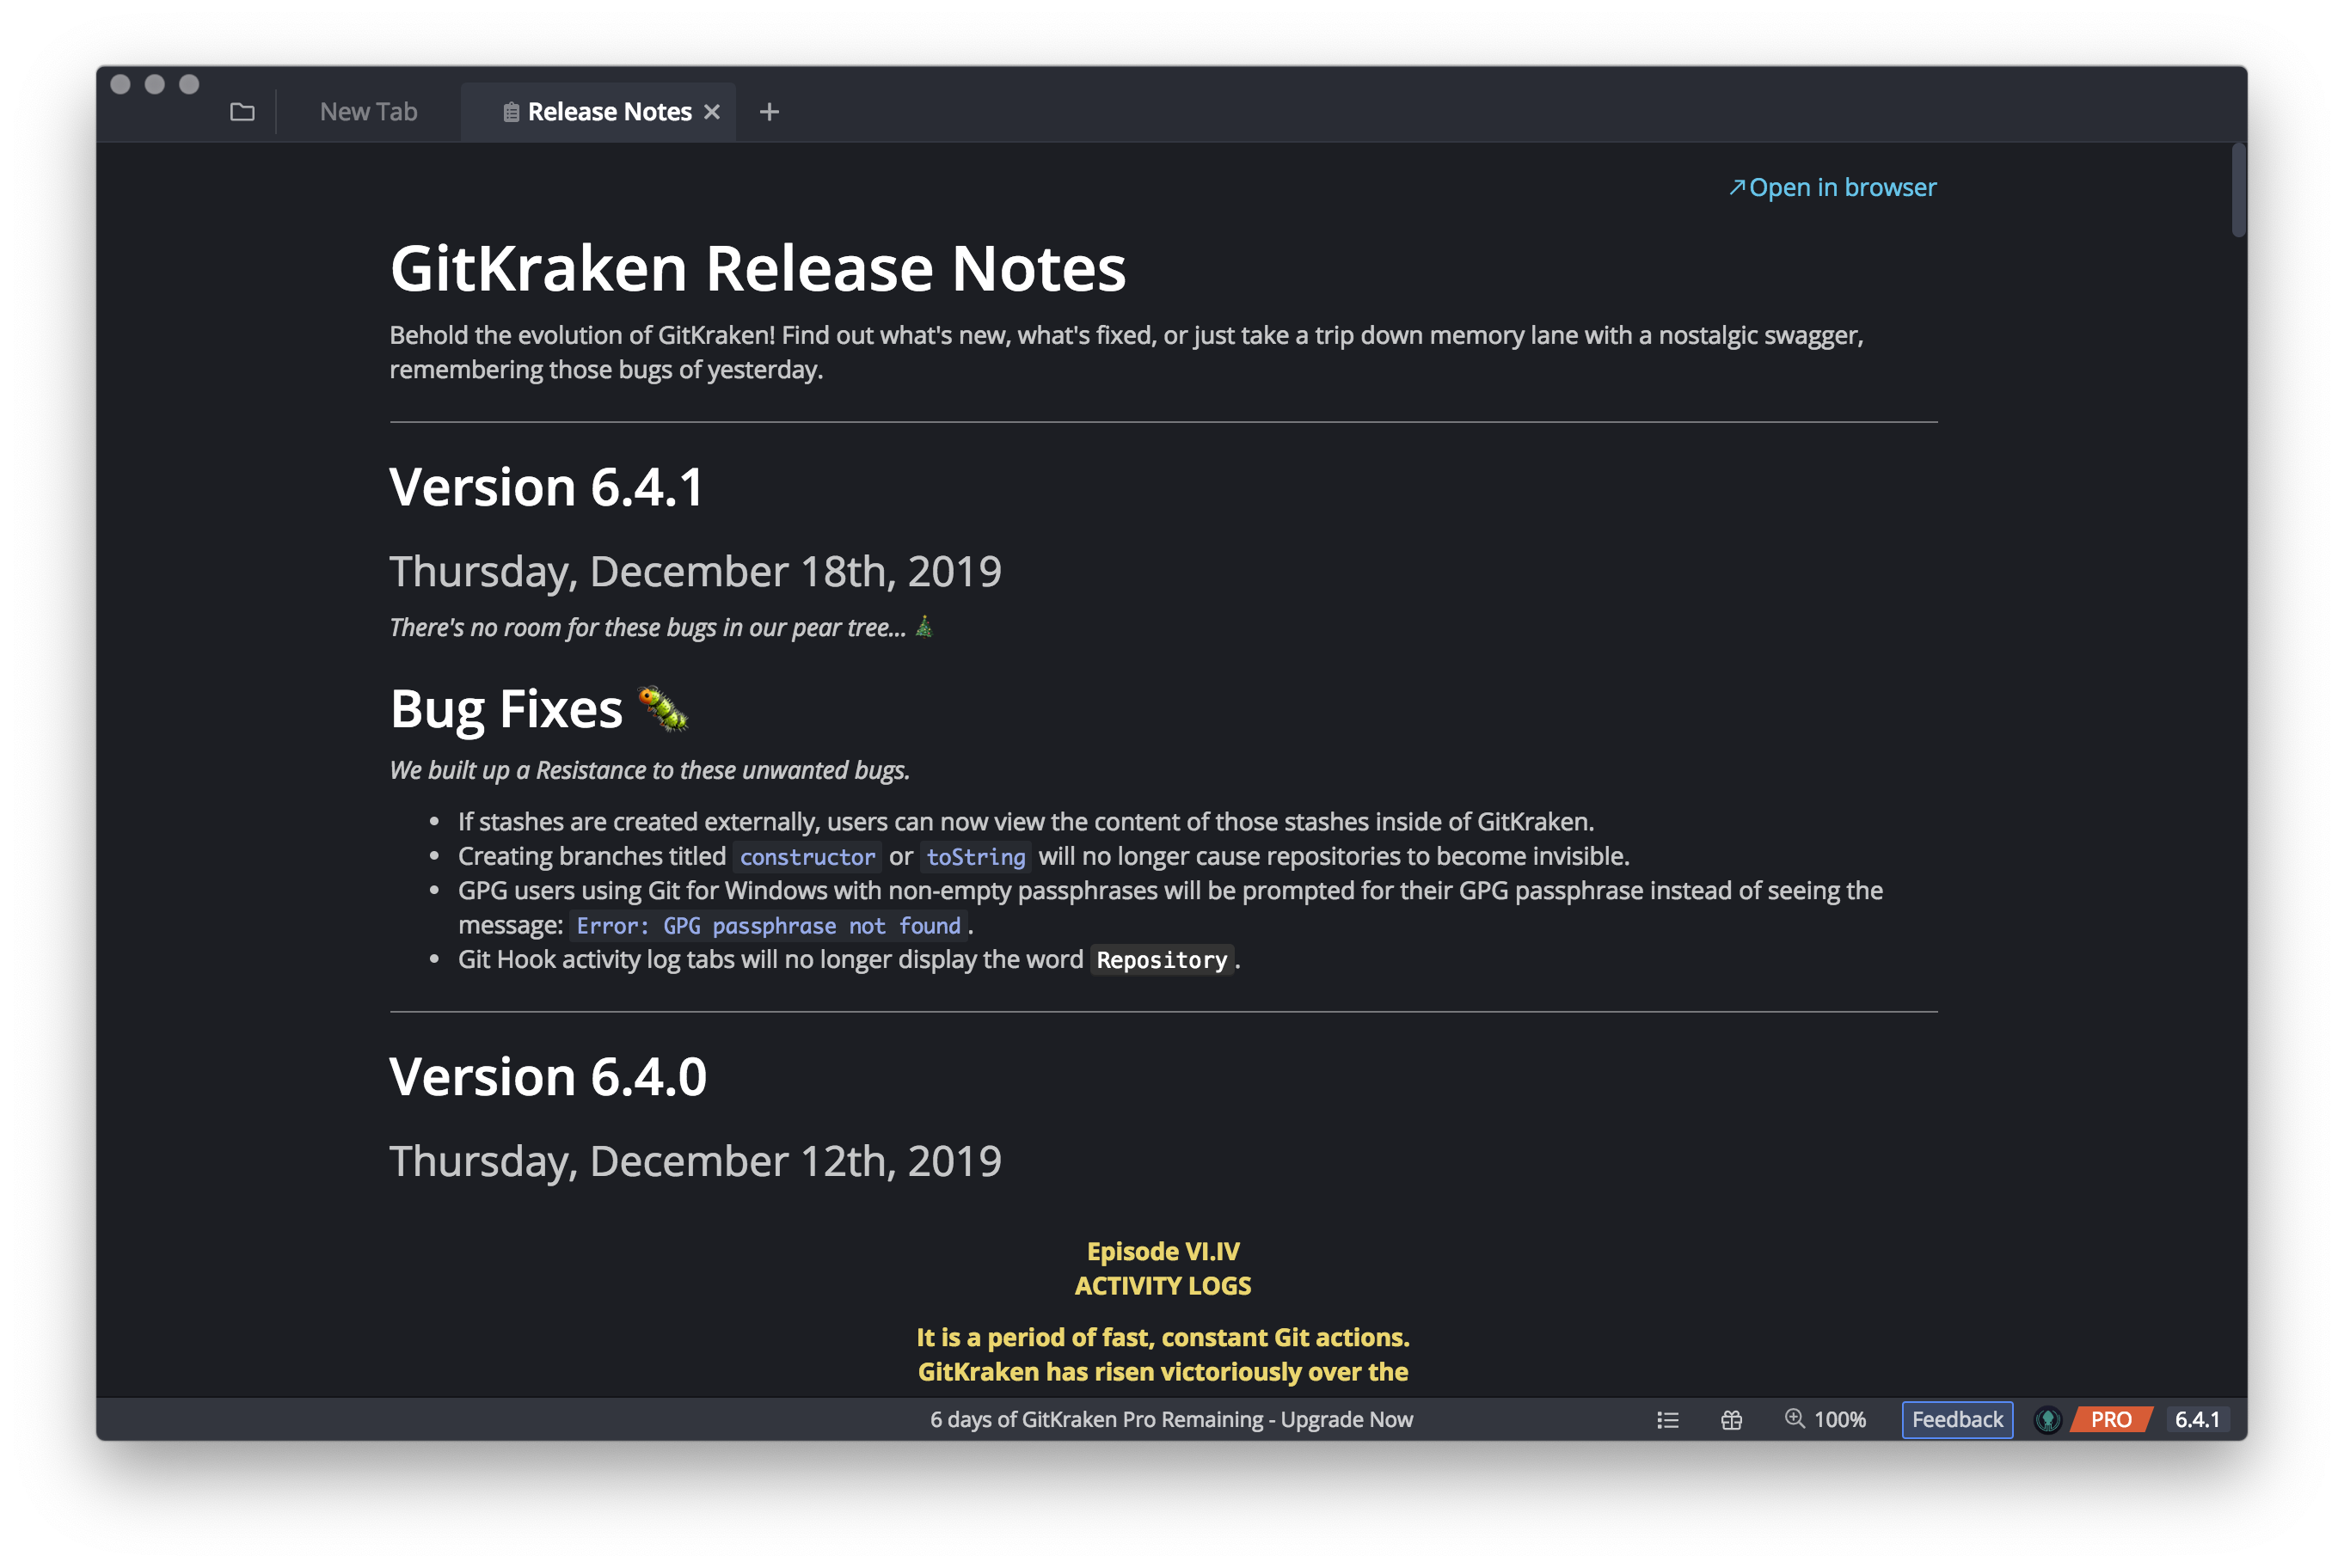 New Tab
Release Notes
Open in browser
GitKraken Release Notes
Behold the evolution of GitKraken! Find out what's new, what's fixed, or just take a trip down memory lane with a nostalgic swagger,
remembering those bugs of yesterday.
Version 6.4.1
Thursday, December 18th, 2019
There's no room for these bugs in our pear tree... 🎄
Bug Fixes 🐛
We built up a Resistance to these unwanted bugs.
• If stashes are created externally, users can now view the content of those stashes inside of GitKraken.
• Creating branches titled constructor or toString will no longer cause repositories to become invisible.
• GPG users using Git for Windows with non-empty passphrases will be prompted for their GPG passphrase instead of seeing the
message: Error: GPG passphrase not found.
• Git Hook activity log tabs will no longer display the word Repository.
Version 6.4.0
Thursday, December 12th, 2019
Episode VI.IV
ACTIVITY LOGS
It is a period of fast, constant Git actions.
GitKraken has risen victoriously over the
6 days of GitKraken Pro Remaining - Upgrade Now
100%
Feedback
PRO
6.4.1